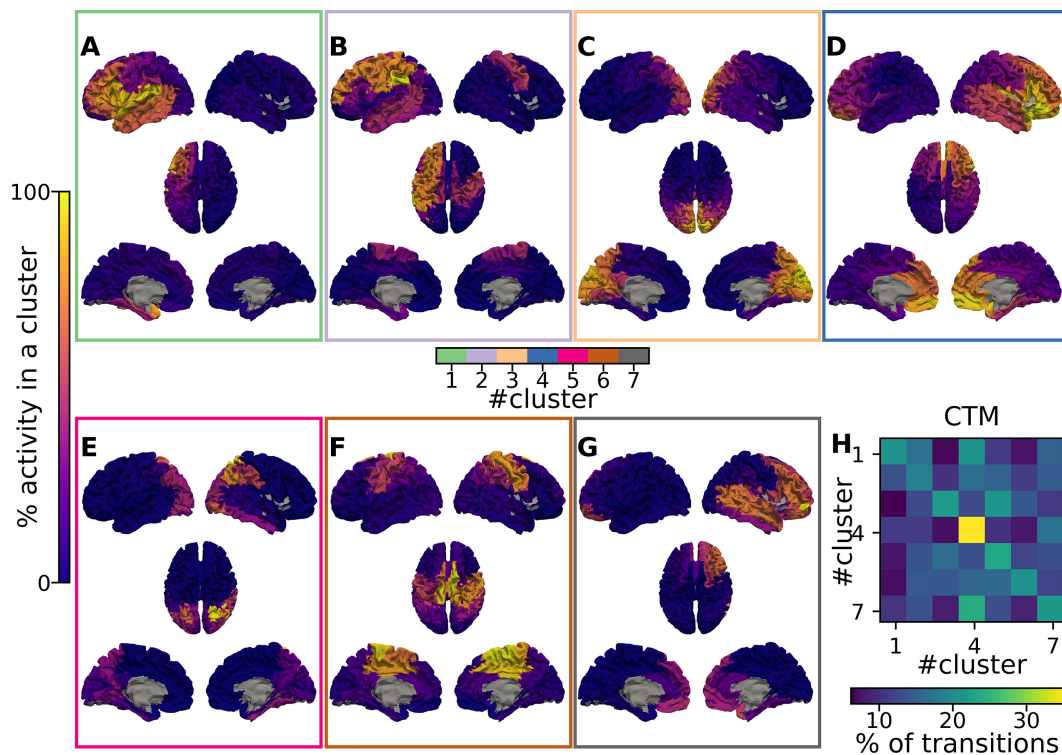 A
B
C
D
100
% activity in a cluster
0
1 2 3 4 5 6 7
#cluster
E
F
G
H
CTM
1
4
7
#cluster
1 4 7
#cluster
10 20 30
% of transitions